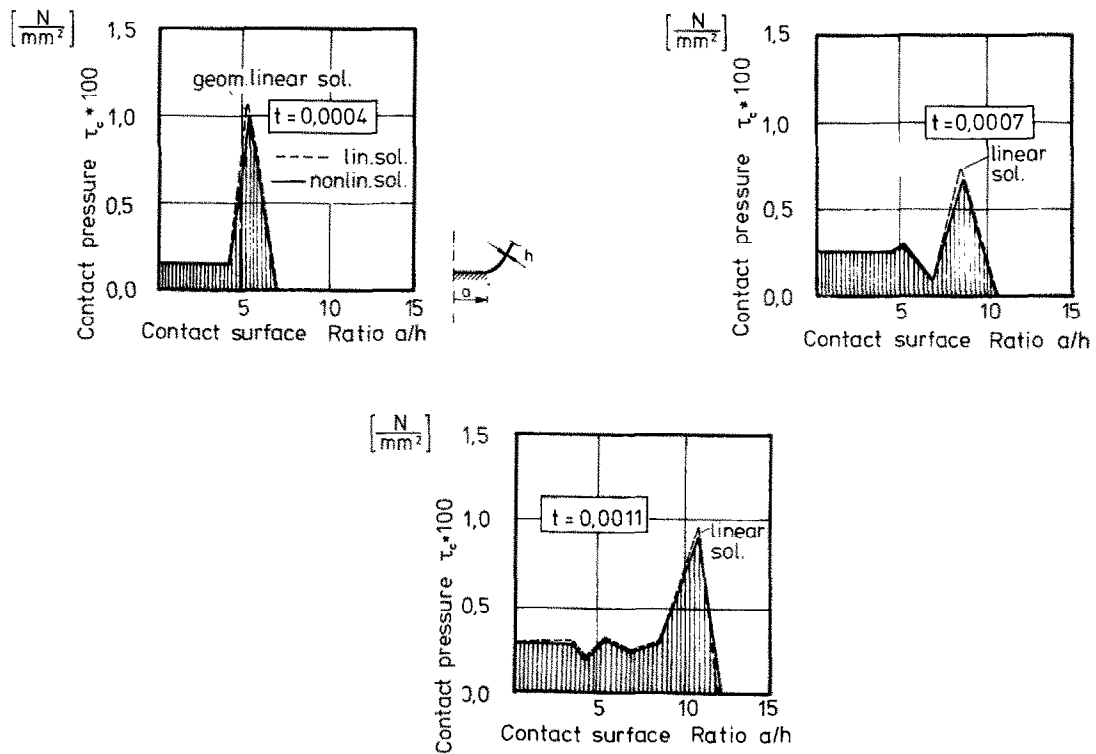 [N/mm²]
1,5
1,0
0,5
0,0
Contact pressure τc * 100
geom.linear sol.
t = 0,0004
lin.sol.
nonlin.sol.
5
10
15
Contact surface Ratio a/h
h
a
[N/mm²]
1,5
1,0
0,5
0,0
Contact pressure τc * 100
t = 0,0007
linear
sol.
5
10
15
Contact surface Ratio a/h
[N/mm²]
1,5
1,0
0,5
0,0
Contact pressure τc * 100
t = 0,0011
linear
sol.
5
10
15
Contact surface Ratio a/h